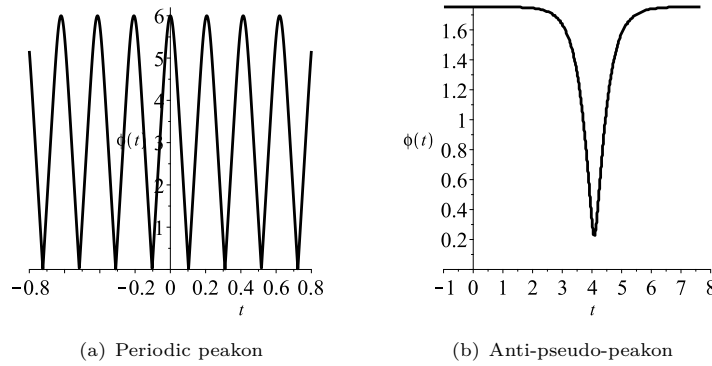 6
5
4
ϕ(t) 3
2
1
−0.8 −0.2 0 0.2 0.4 0.6 0.8
t
(a) Periodic peakon
1.6
1.4
1.2
1
ϕ(t) 0.8
0.6
0.4
0.2
−1 0 1 2 3 4 5 6 7 8
t
(b) Anti-pseudo-peakon